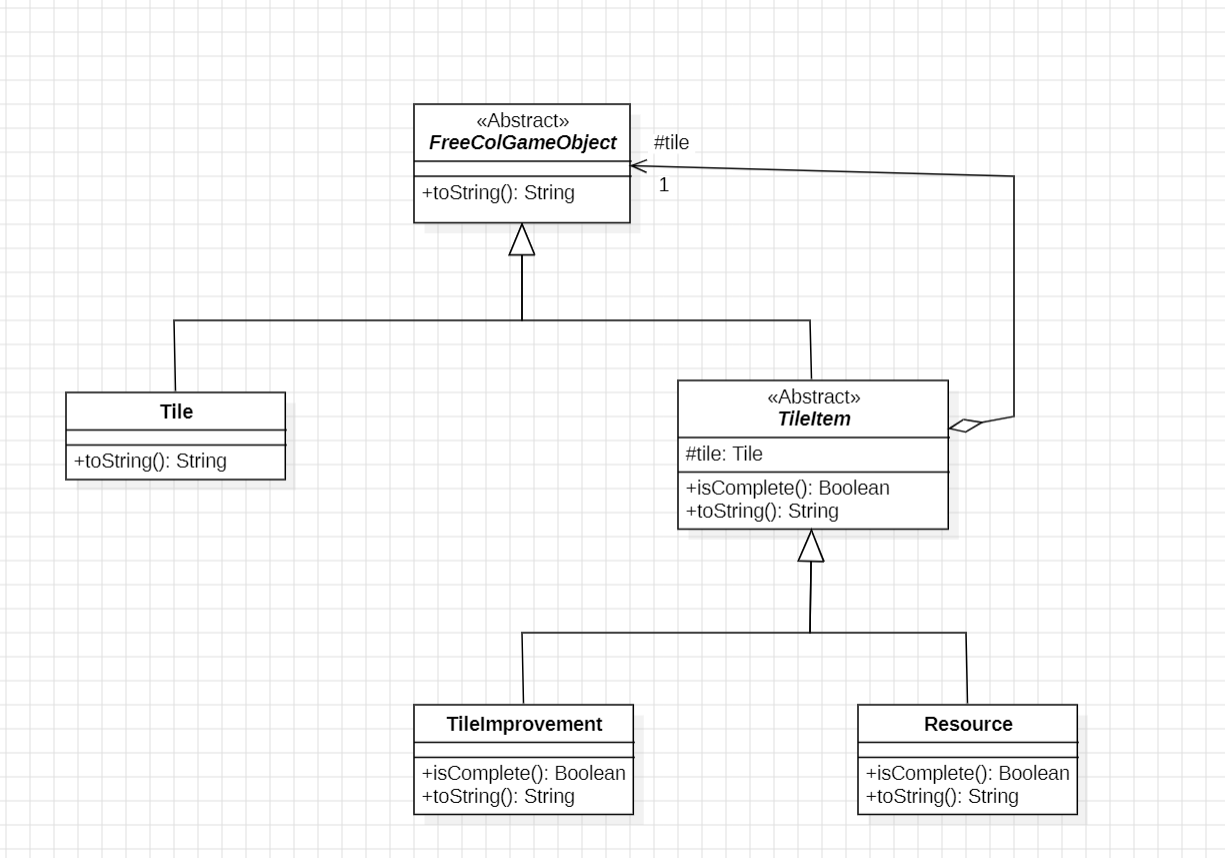 «Abstract»
FreeColGameObject
+toString(): String
#tile
1
Tile
+toString(): String
«Abstract»
TileItem
#tile: Tile
+isComplete(): Boolean
+toString(): String
TileImprovement
+isComplete(): Boolean
+toString(): String
Resource
+isComplete(): Boolean
+toString(): String